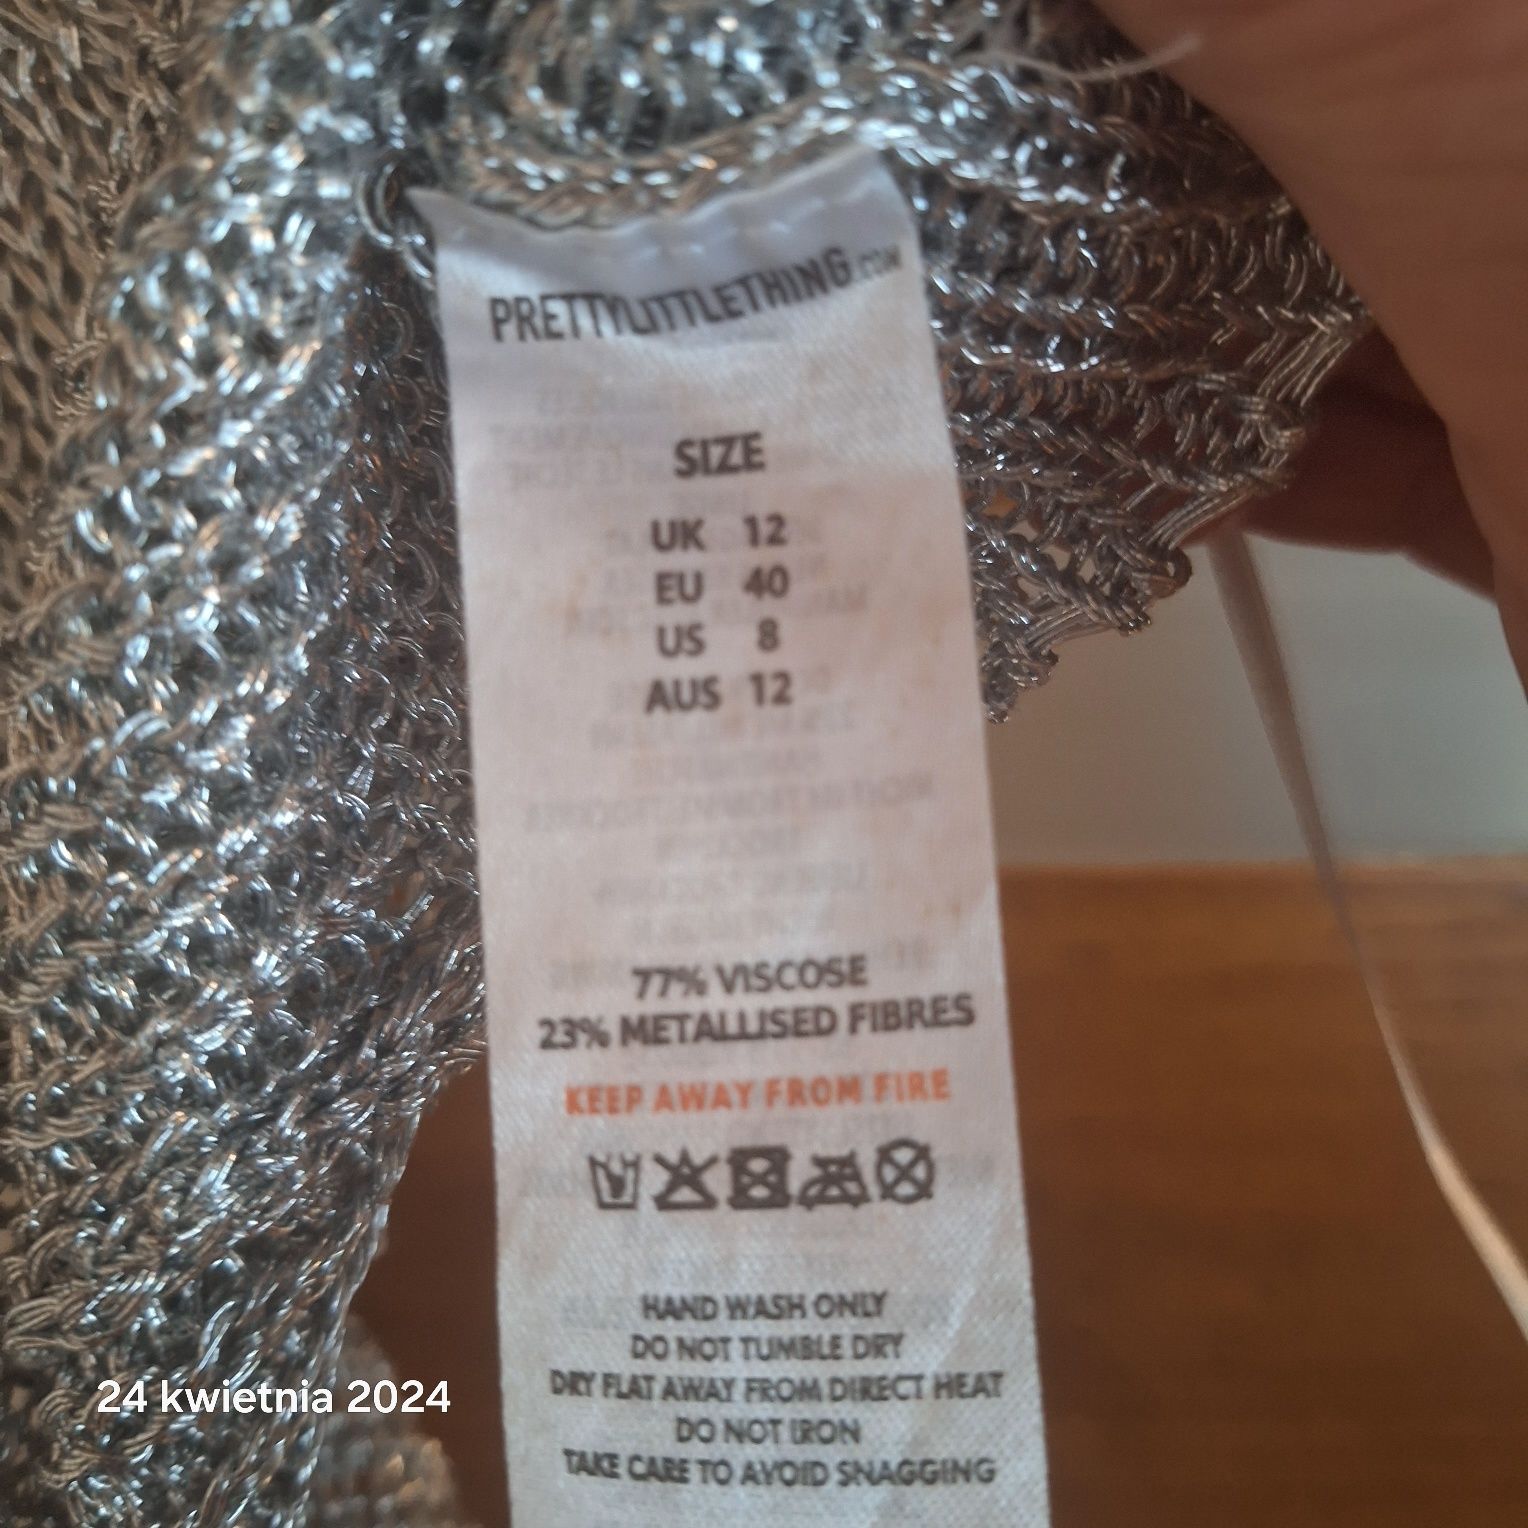 PRETTYLITTLETHING.COM
SIZE
UK 12
EU 40
US 8
AUS 12
77% VISCOSE
23% METALLISED FIBRES
KEEP AWAY FROM FIRE
HAND WASH ONLY
DO NOT TUMBLE DRY
DRY FLAT AWAY FROM DIRECT HEAT
DO NOT IRON
TAKE CARE TO AVOID SNAGGING
24 kwietnia 2024